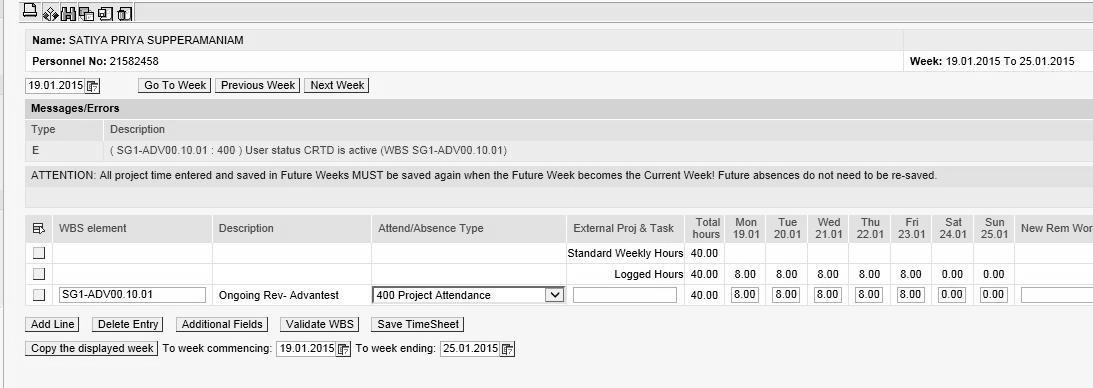 Name: SATIYA PRIYA SUPPERAMANIAM
Personnel No: 21582458 Week: 19.01.2015 To 25.01.2015
19.01.2015 Go To Week Previous Week Next Week
Messages/Errors
Type Description
E ( SG1-ADV00.10.01 : 400 ) User status CRTD is active (WBS SG1-ADV00.10.01)
ATTENTION: All project time entered and saved in Future Weeks MUST be saved again when the Future Week becomes the Current Week! Future absences do not need to be re-saved.
WBS element Description Attend/Absence Type External Proj & Task Total hours Mon 19.01 Tue 20.01 Wed 21.01 Thu 22.01 Fri 23.01 Sat 24.01 Sun 25.01 New Rem Wor
Standard Weekly Hours 40.00
Logged Hours 40.00 8.00 8.00 8.00 8.00 8.00 0.00 0.00
SG1-ADV00.10.01 Ongoing Rev- Advantest 400 Project Attendance 40.00 8.00 8.00 8.00 8.00 8.00 0.00 0.00
Add Line Delete Entry Additional Fields Validate WBS Save TimeSheet
Copy the displayed week To week commencing: 19.01.2015 To week ending: 25.01.2015